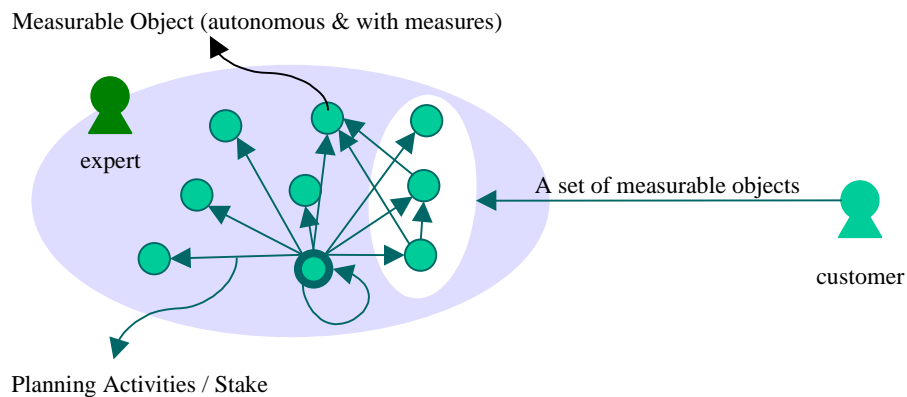 Measurable Object (autonomous & with measures)
expert
A set of measurable objects
customer
Planning Activities / Stake